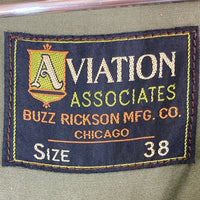 AVIATION
ASSOCIATES
BUZZ RICKSON MFG. CO.
CHICAGO
SIZE 38